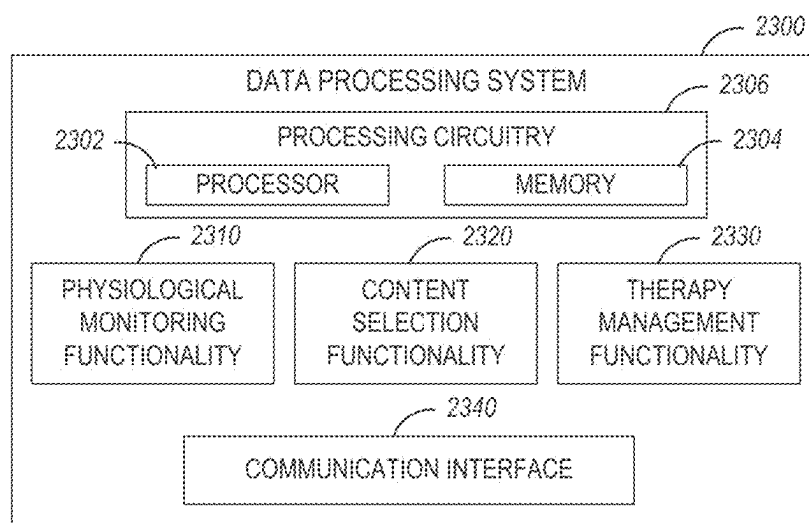 2300
DATA PROCESSING SYSTEM
2306
PROCESSING CIRCUITRY
2302
2304
PROCESSOR
MEMORY
2310
2320
2330
PHYSIOLOGICAL
MONITORING
FUNCTIONALITY
CONTENT
SELECTION
FUNCTIONALITY
THERAPY
MANAGEMENT
FUNCTIONALITY
2340
COMMUNICATION INTERFACE